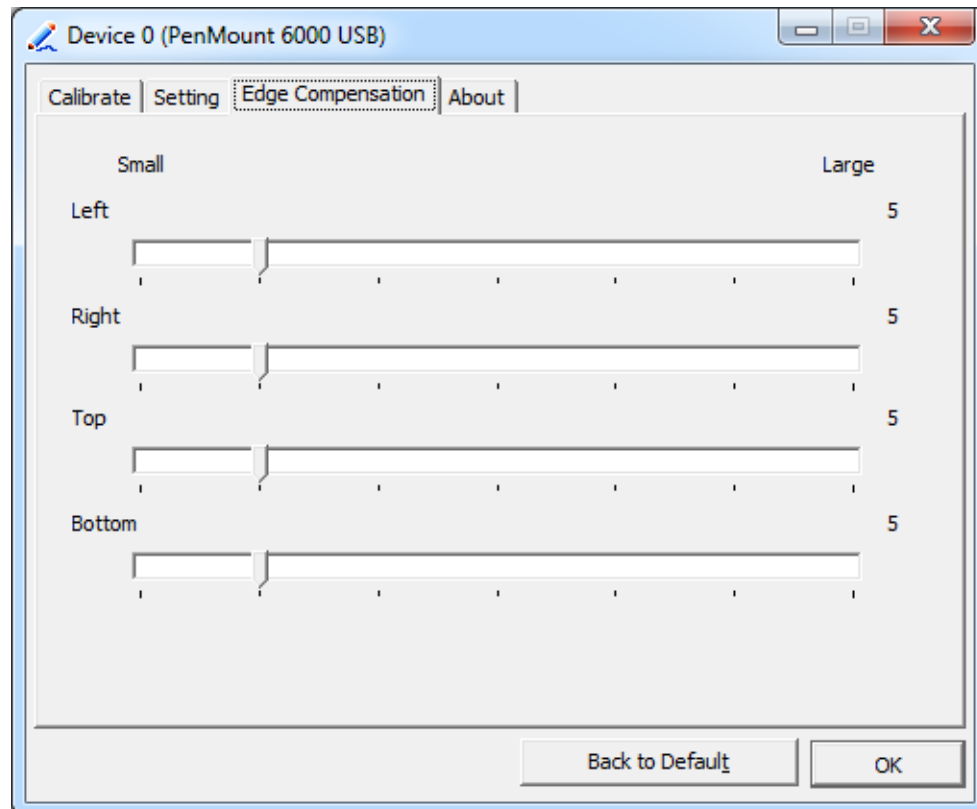 Device 0 (PenMount 6000 USB)
Calibrate Setting Edge Compensation About
Small Large
Left 5
Right 5
Top 5
Bottom 5
Back to Default OK